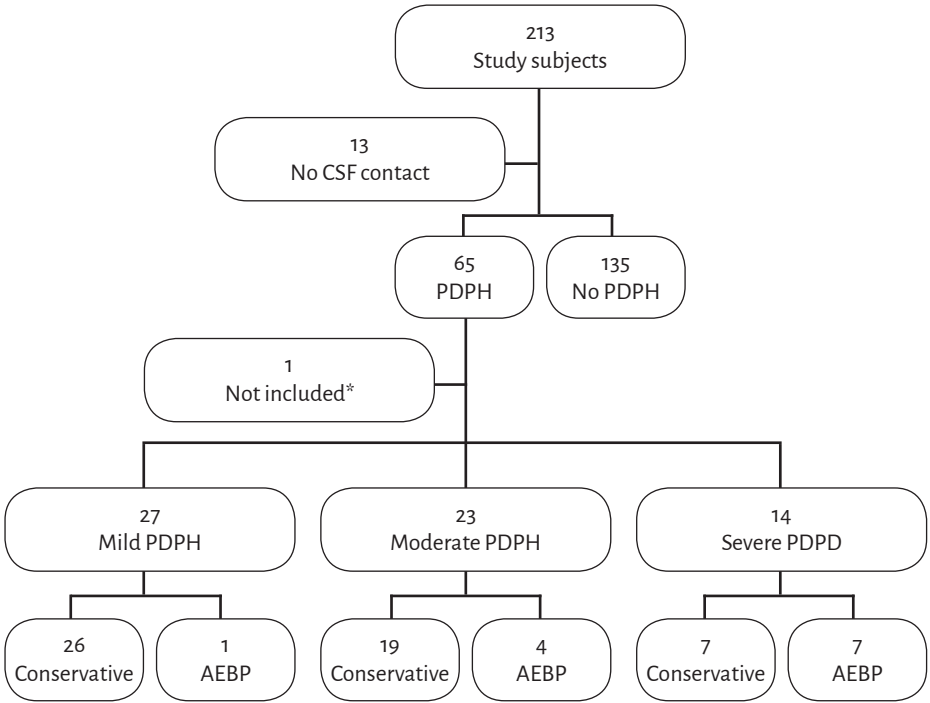 213
Study subjects
13
No CSF contact
65
PDPH
135
No PDPH
1
Not included*
27
Mild PDPH
23
Moderate PDPH
14
Severe PDPD
26
Conservative
1
AEBP
19
Conservative
4
AEBP
7
Conservative
7
AEBP